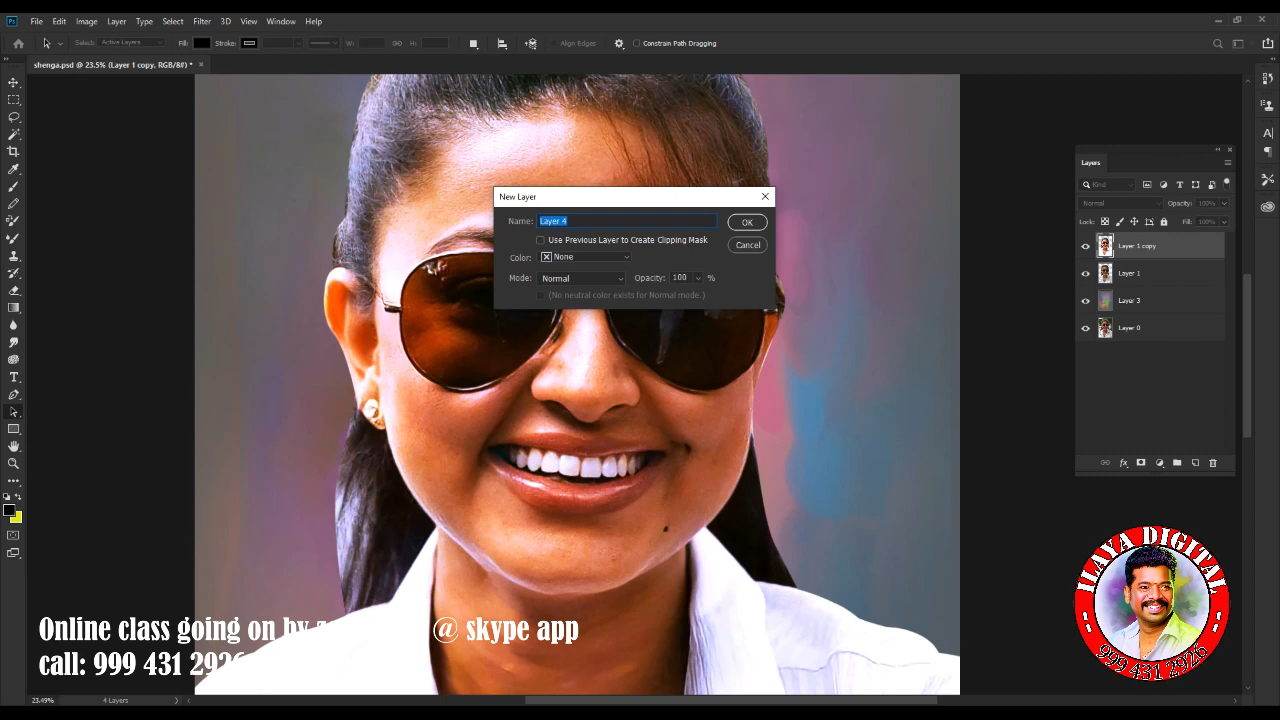 Ps File Edit Image Layer Type Select Filter 3D View Window Help
Select: Active Layers Fill: Stroke: W: H: Align Edges Constrain Path Dragging
shenga.psd @ 23.5% (Layer 1 copy, RGB/8#) * ×
New Layer
Name: Layer 4 OK
Use Previous Layer to Create Clipping Mask Cancel
Color: None
Mode: Normal Opacity: 100 %
(No neutral color exists for Normal mode.)
Layers
Kind
Normal Opacity: 100%
Lock: Fill: 100%
Layer 1 copy
Layer 1
Layer 3
Layer 0
Online class going on by @ skype app
call: 999 431 2926
ILAYA DIGITAL
999 431 2926
23.49% 4 Layers